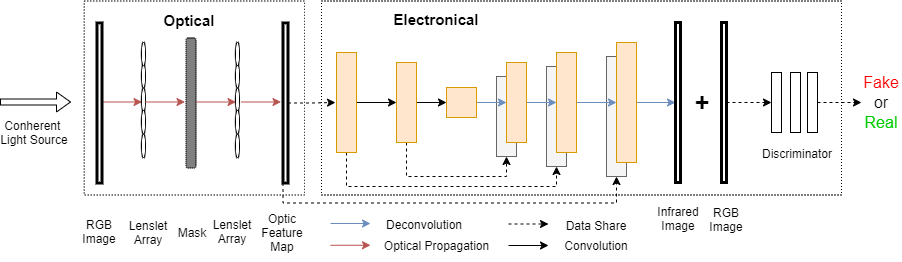 Optical
Electronical
Conherent
Light Source
Fake
or
Real
Discriminator
RGB
Image
Lenslet
Array
Mask
Lenslet
Array
Optic
Feature
Map
Deconvolution
Optical Propagation
Data Share
Convolution
Infrared
Image
RGB
Image
+